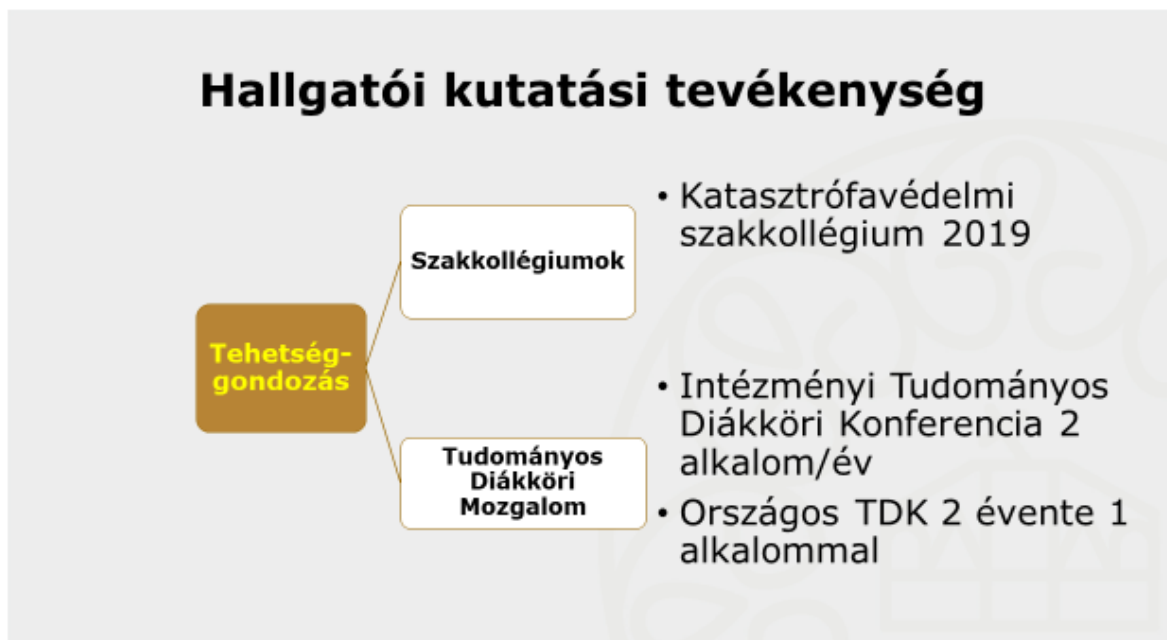 Hallgatói kutatási tevékenység
Szakkollégiumok
• Katasztrófavédelmi
szakkollégium 2019
Tehetség-
gondozás
Tudományos
Diákköri
Mozgalom
• Intézményi Tudományos
Diákköri Konferencia 2
alkalom/év
• Országos TDK 2 évente 1
alkalommal